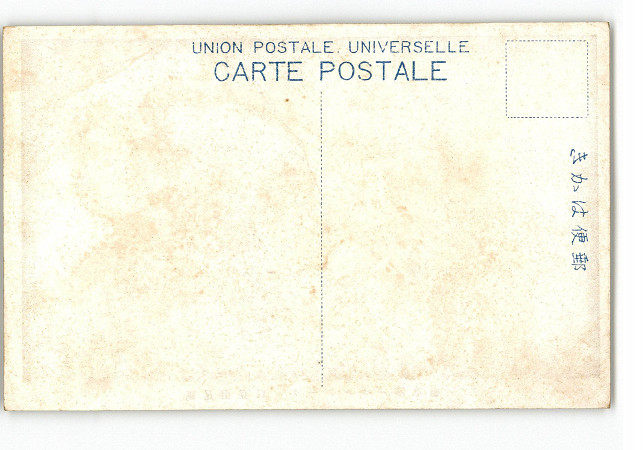 UNION POSTALE. UNIVERSELLE
CARTE POSTALE
きかは便郵